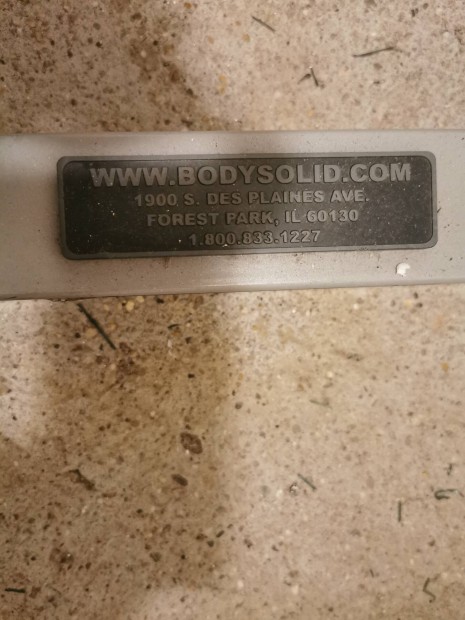 WWW.BODYSOLID.COM
1900 S. DES PLAINES AVE.
FOREST PARK, IL 60130
1.800.833.1227